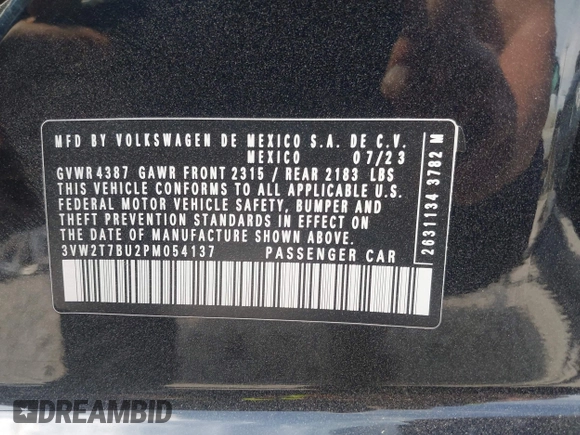 MFD BY VOLKSWAGEN DE MEXICO S.A. DE C.V.
MEXICO 07/23
GVWR 4387 GAWR FRONT 2315 / REAR 2183 LBS
THIS VEHICLE CONFORMS TO ALL APPLICABLE U.S.
FEDERAL MOTOR VEHICLE SAFETY, BUMPER AND
THEFT PREVENTION STANDARDS IN EFFECT ON
THE DATE OF MANUFACTURE SHOWN ABOVE.
3VW2T7BU2PM054137 PASSENGER CAR
2631134 3782 M
DREAMBID